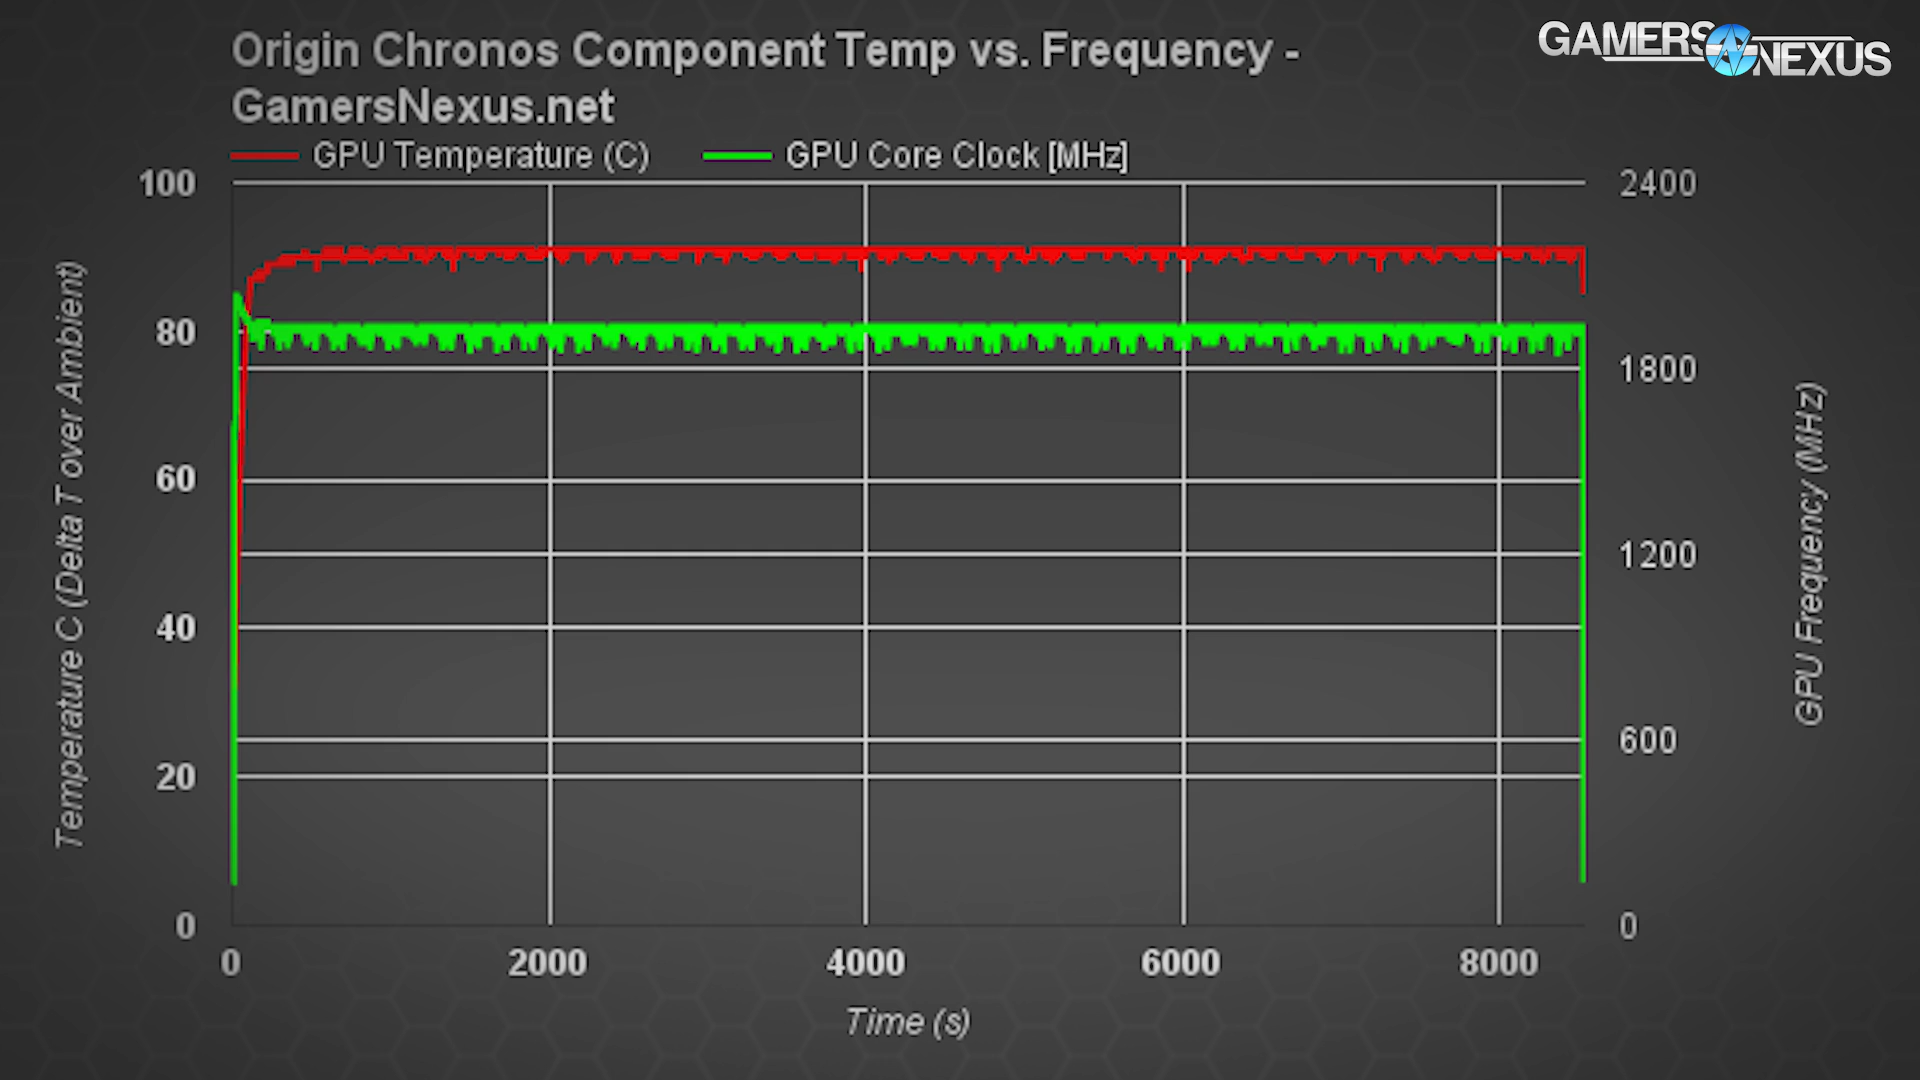 Origin Chronos Component Temp vs. Frequency -
GamersNexus.net
GAMERS NEXUS
GPU Temperature (C)
GPU Core Clock [MHz]
100
80
60
40
20
0
2400
1800
1200
600
0
Temperature C (Delta T over Ambient)
GPU Frequency (MHz)
0
2000
4000
6000
8000
Time (s)